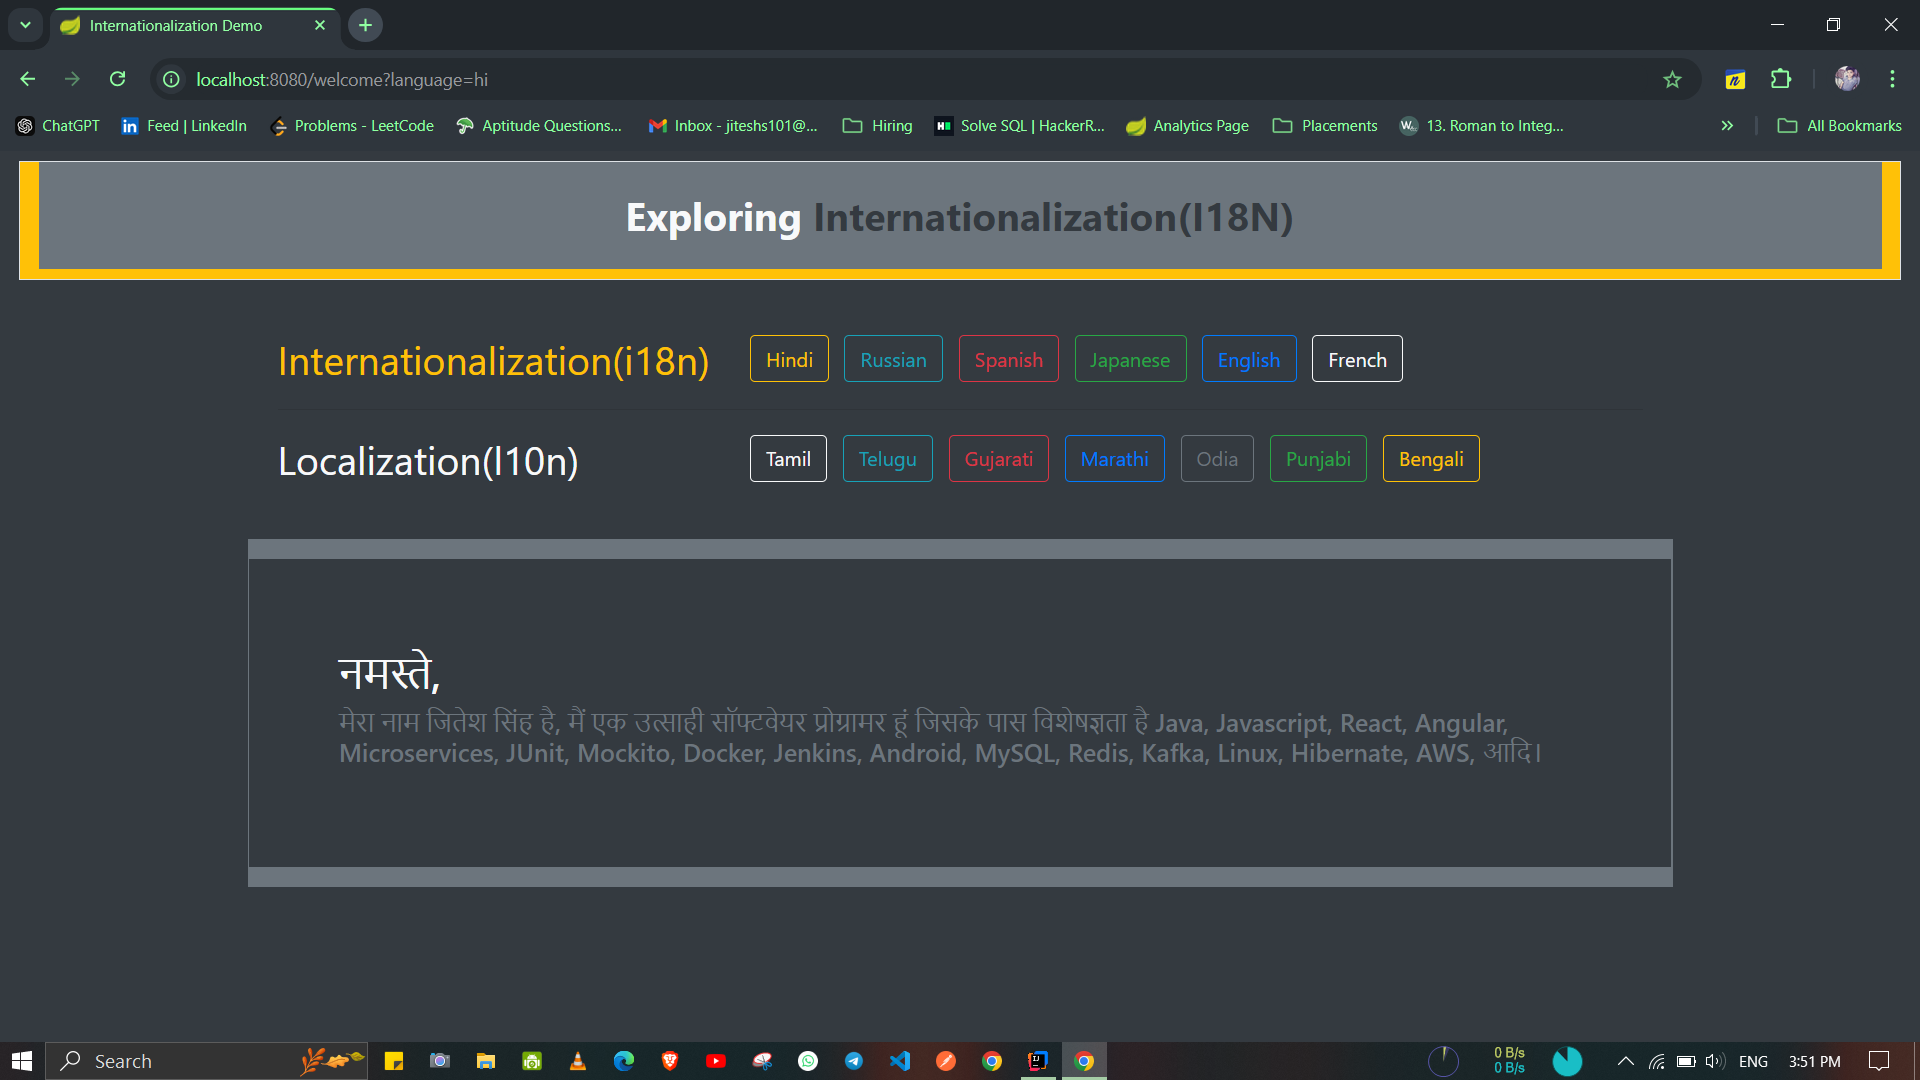 Internationalization Demo
localhost:8080/welcome?language=hi
ChatGPT
Feed | LinkedIn
Problems - LeetCode
Aptitude Questions...
Inbox - jiteshs101@...
Hiring
Solve SQL | HackerR...
Analytics Page
Placements
13. Roman to Integ...
All Bookmarks
Exploring Internationalization(I18N)
Internationalization(i18n)
Hindi
Russian
Spanish
Japanese
English
French
Localization(l10n)
Tamil
Telugu
Gujarati
Marathi
Odia
Punjabi
Bengali
नमस्ते,
मेरा नाम जितेश सिंह है, मैं एक उत्साही सॉफ्टवेयर प्रोग्रामर हूं जिसके पास विशेषज्ञता है Java, Javascript, React, Angular,
Microservices, JUnit, Mockito, Docker, Jenkins, Android, MySQL, Redis, Kafka, Linux, Hibernate, AWS, आदि।
Search
0 B/s
0 B/s
ENG
3:51 PM